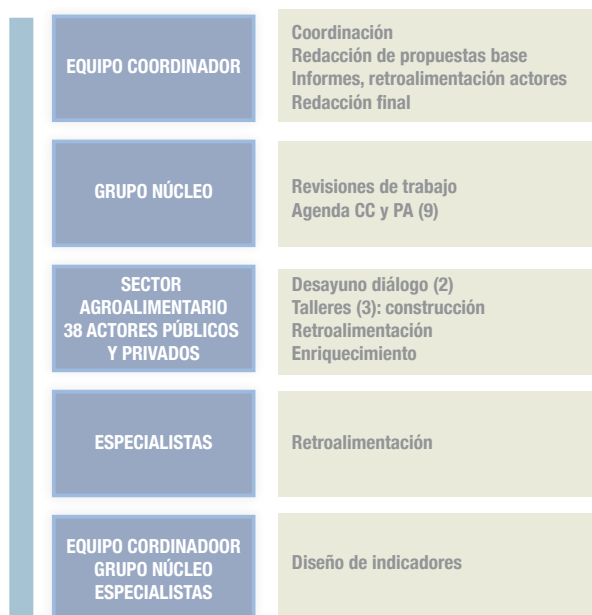 EQUIPO COORDINADOR
Coordinación
Redacción de propuestas base
Informes, retroalimentación actores
Redacción final
GRUPO NÚCLEO
Revisiones de trabajo
Agenda CC y PA (9)
SECTOR
AGROALIMENTARIO
38 ACTORES PÚBLICOS
Y PRIVADOS
Desayuno diálogo (2)
Talleres (3): construcción
Retroalimentación
Enriquecimiento
ESPECIALISTAS
Retroalimentación
EQUIPO CORDINADOOR
GRUPO NÚCLEO
ESPECIALISTAS
Diseño de indicadores